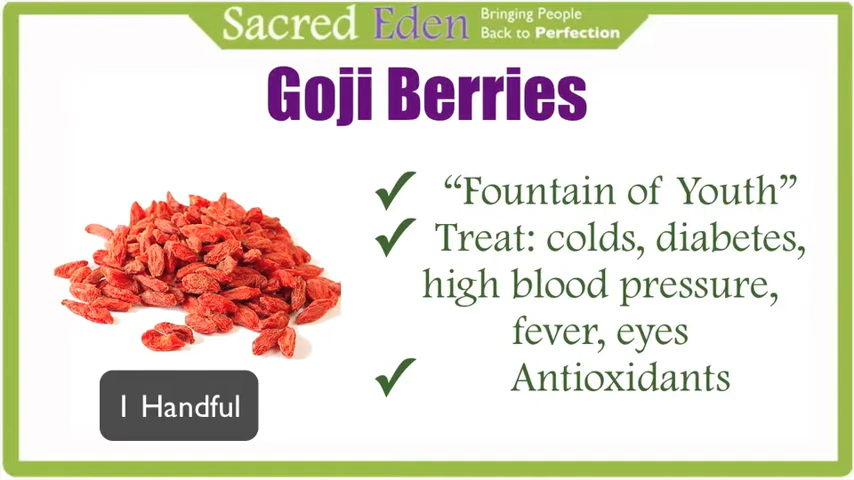 Sacred Eden
Bringing People
Back to Perfection
Goji Berries
✓ “Fountain of Youth”
✓ Treat: colds, diabetes,
high blood pressure,
fever, eyes
✓ Antioxidants
1 Handful